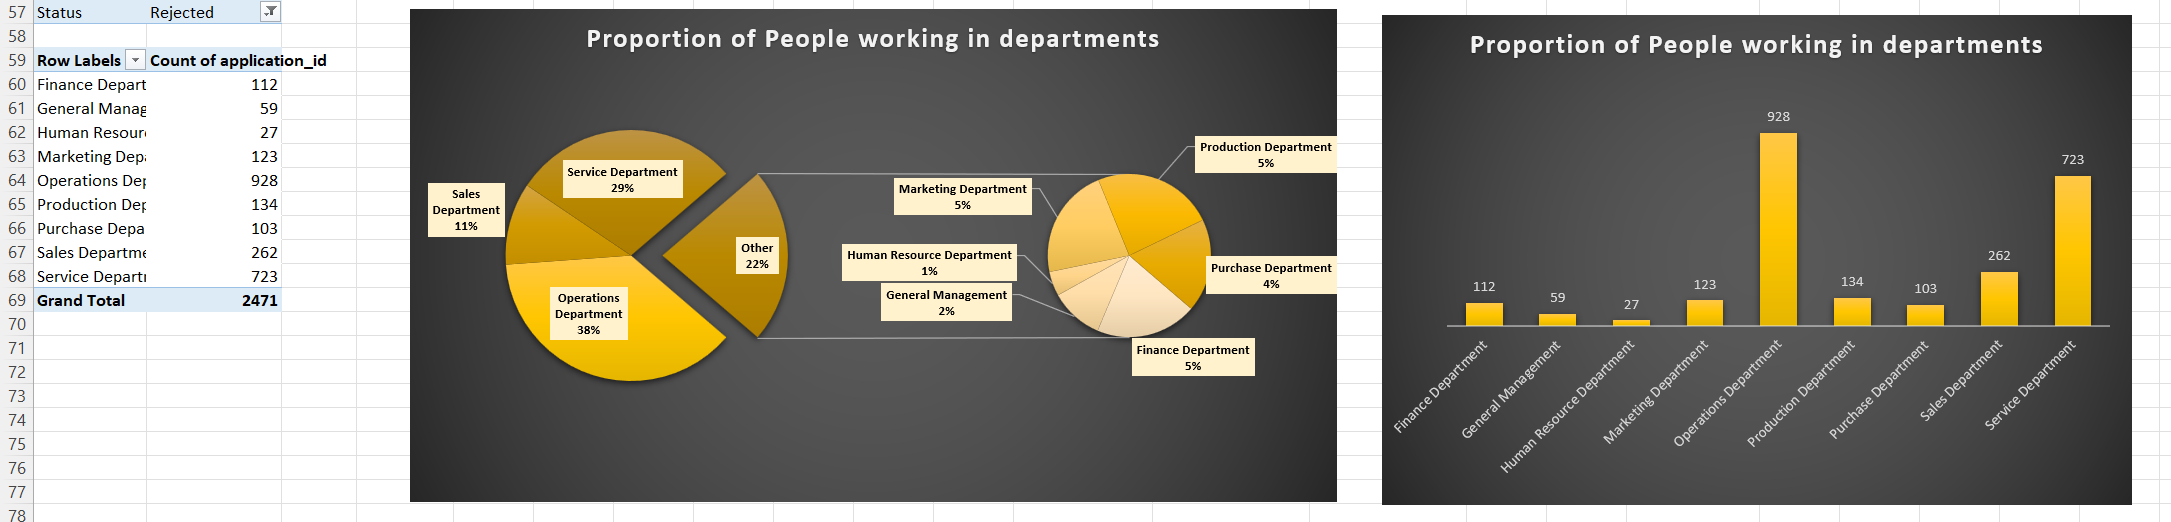 57 Status Rejected
58
59 Row Labels Count of application_id
60 Finance Depart 112
61 General Manag 59
62 Human Resour 27
63 Marketing Dep 123
64 Operations Dep 928
65 Production Dep 134
66 Purchase Depa 103
67 Sales Departme 262
68 Service Depart 723
69 Grand Total 2471
70
71
72
73
74
75
76
77
78
Proportion of People working in departments
Service Department
29%
Sales
Department
11%
Operations
Department
38%
Other
22%
Production Department
5%
Marketing Department
5%
Human Resource Department
1%
General Management
2%
Purchase Department
4%
Finance Department
5%
Proportion of People working in departments
112
59
27
123
928
134
103
262
723
Finance Department
General Management
Human Resource Department
Marketing Department
Operations Department
Production Department
Purchase Department
Sales Department
Service Department